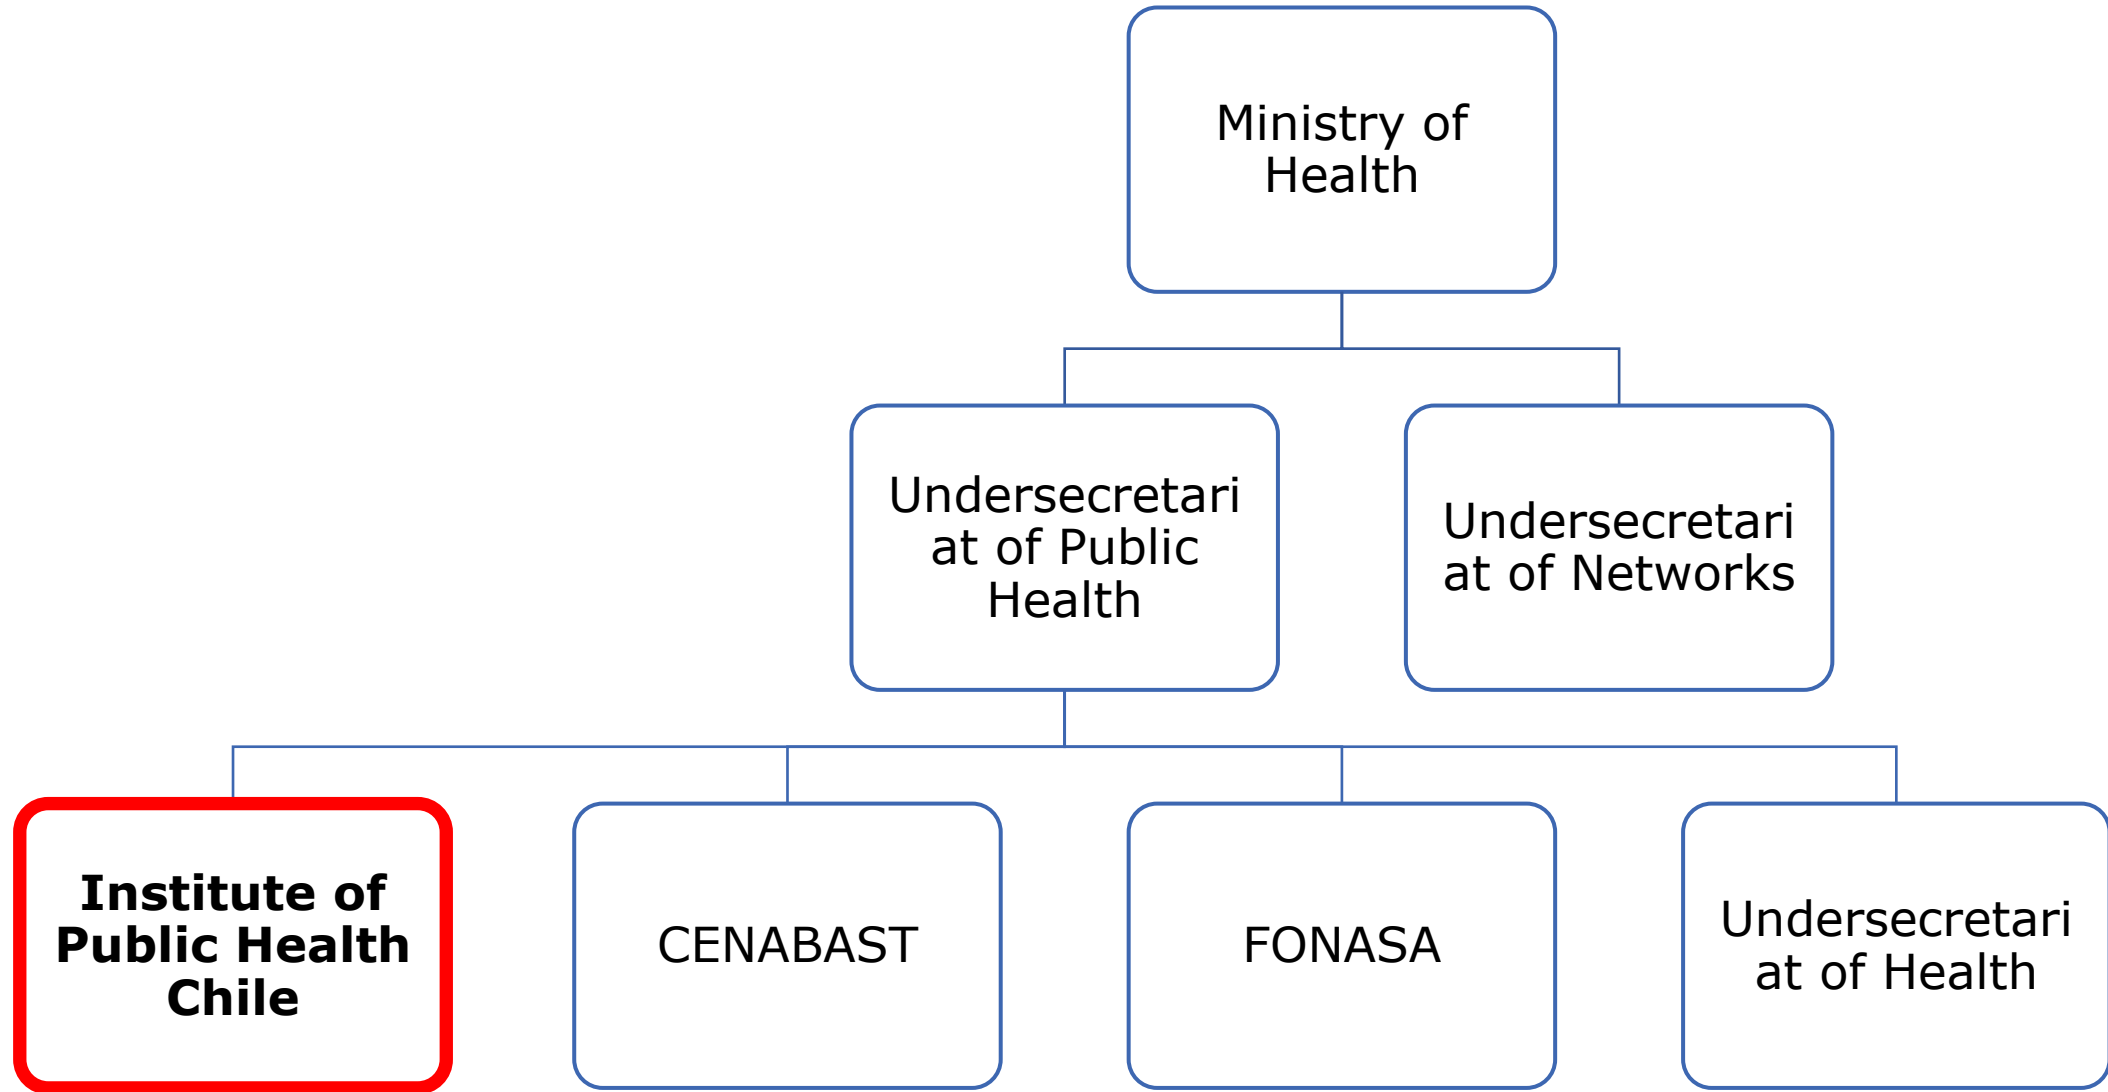 Ministry of
Health
Undersecretari
at of Public
Health
Undersecretari
at of Networks
Institute of
Public Health
Chile
CENABAST
FONASA
Undersecretari
at of Health